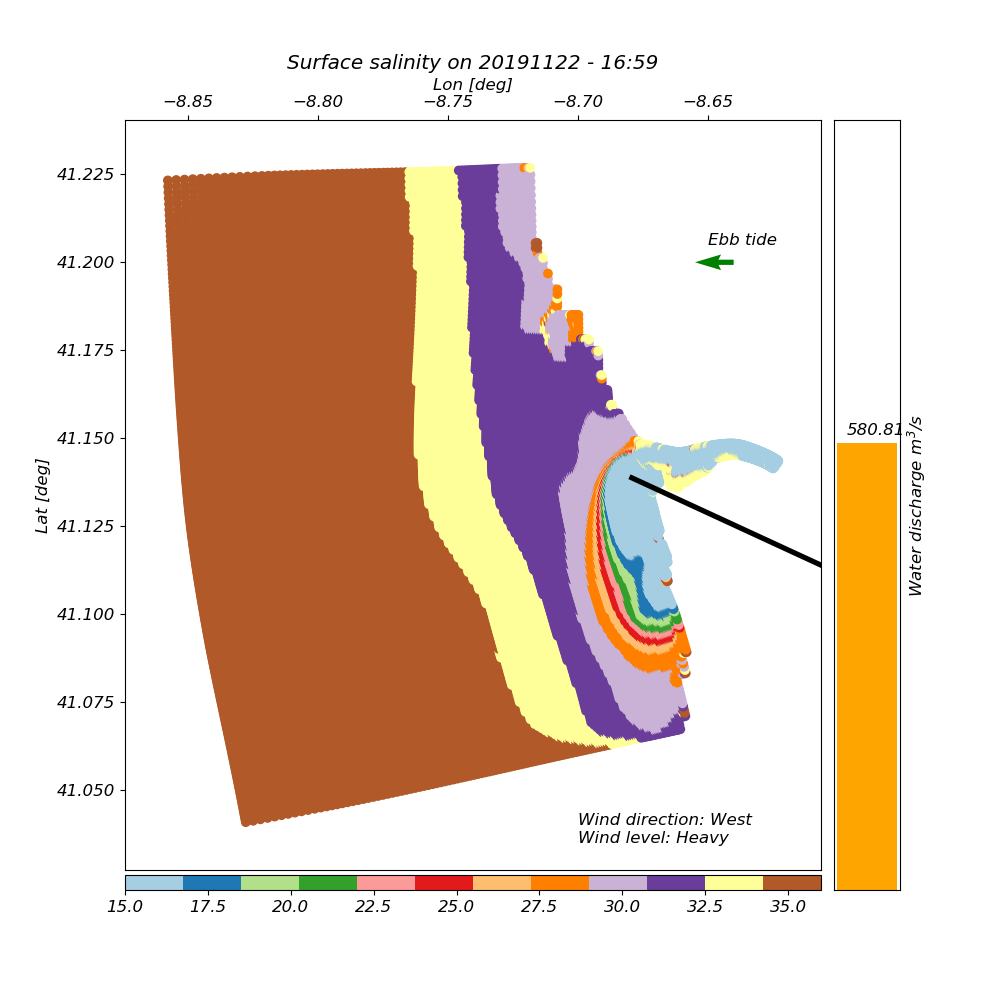 Surface salinity on 20191122 - 16:59
Lon [deg]
−8.85 −8.80 −8.75 −8.70 −8.65
41.225
41.200
41.175
41.150
41.125
41.100
41.075
41.050
Lat [deg]
Ebb tide
Wind direction: West
Wind level: Heavy
580.81
Water discharge m³/s
15.0 17.5 20.0 22.5 25.0 27.5 30.0 32.5 35.0